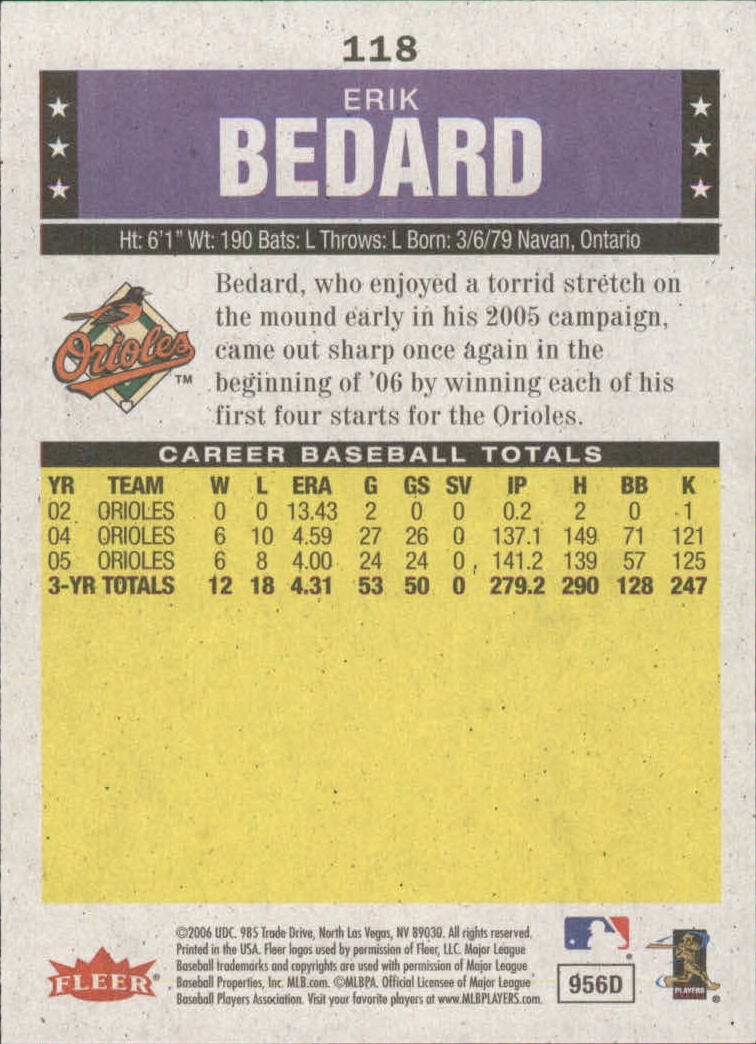 118
ERIK
BEDARD
Ht: 6'1" Wt: 190 Bats: L Throws: L Born: 3/6/79 Navan, Ontario
Orioles TM
Bedard, who enjoyed a torrid stretch on
the mound early in his 2005 campaign,
came out sharp once again in the
beginning of '06 by winning each of his
first four starts for the Orioles.
CAREER BASEBALL TOTALS
YR TEAM W L ERA G GS SV IP H BB K
02 ORIOLES 0 0 13.43 2 0 0 0.2 2 0 1
04 ORIOLES 6 10 4.59 27 26 0 137.1 149 71 121
05 ORIOLES 6 8 4.00 24 24 0 141.2 139 57 125
3-YR TOTALS 12 18 4.31 53 50 0 279.2 290 128 247
FLEER®
©2006 UDC. 985 Trade Drive, North Las Vegas, NV 89030. All rights reserved.
Printed in the USA. Fleer logos used by permission of Fleer, LLC. Major League
Baseball trademarks and copyrights are used with permission of Major League
Baseball Properties, Inc. MLB.com. ©MLBPA. Official Licensee of Major League
Baseball Players Association. Visit your favorite players at www.MLBPLAYERS.com.
®
956D
PLAYERS
®